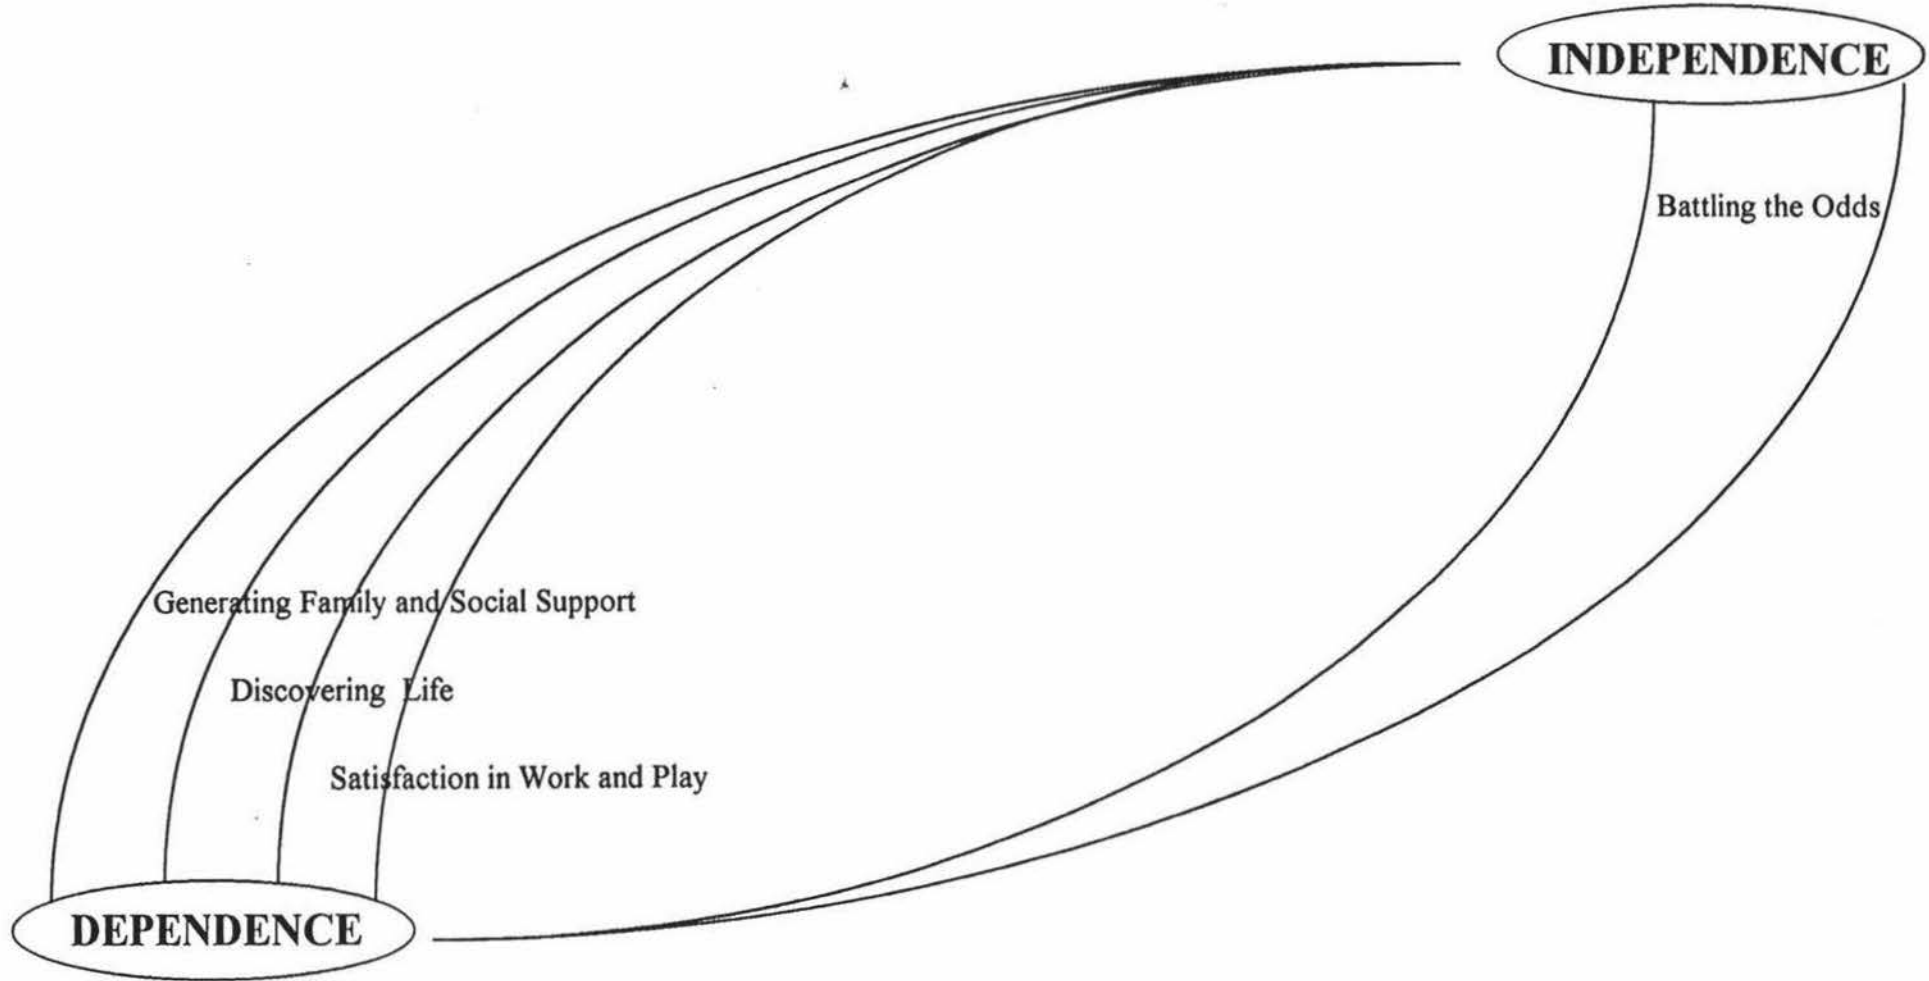 INDEPENDENCE
Battling the Odds
Generating Family and Social Support
Discovering Life
Satisfaction in Work and Play
DEPENDENCE